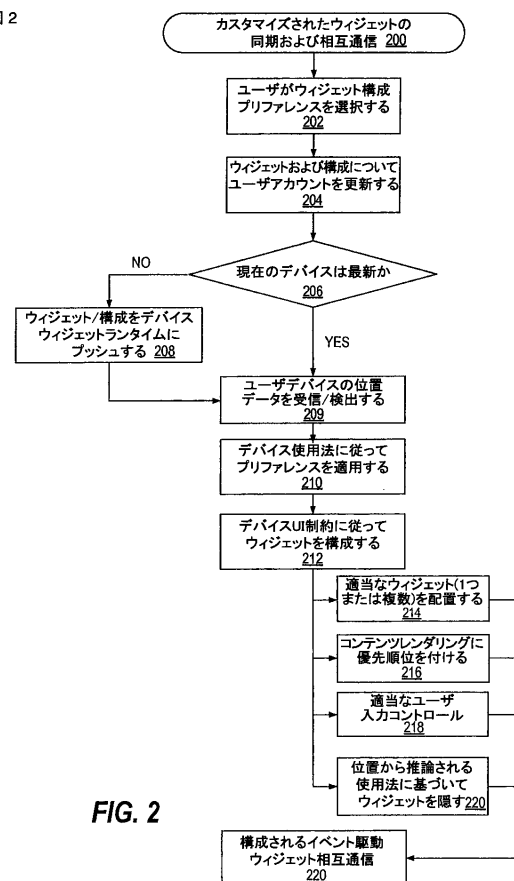 図2
カスタマイズされたウィジェットの
同期および相互通信 200
ユーザがウィジェット構成
プリファレンスを選択する
202
ウィジェットおよび構成について
ユーザアカウントを更新する
204
現在のデバイスは最新か
206
NO
YES
ウィジェット/構成をデバイス
ウィジェットランタイムに
プッシュする 208
ユーザデバイスの位置
データを受信/検出する
209
デバイス使用法に従って
プリファレンスを適用する
210
デバイスUI制約に従って
ウィジェットを構成する
212
適当なウィジェット(1つ
または複数)を配置する
214
コンテンツレンダリングに
優先順位を付ける
216
適当なユーザ
入力コントロール
218
位置から推論される
使用法に基づいて
ウィジェットを隠す220
FIG. 2
構成されるイベント駆動
ウィジェット相互通信
220